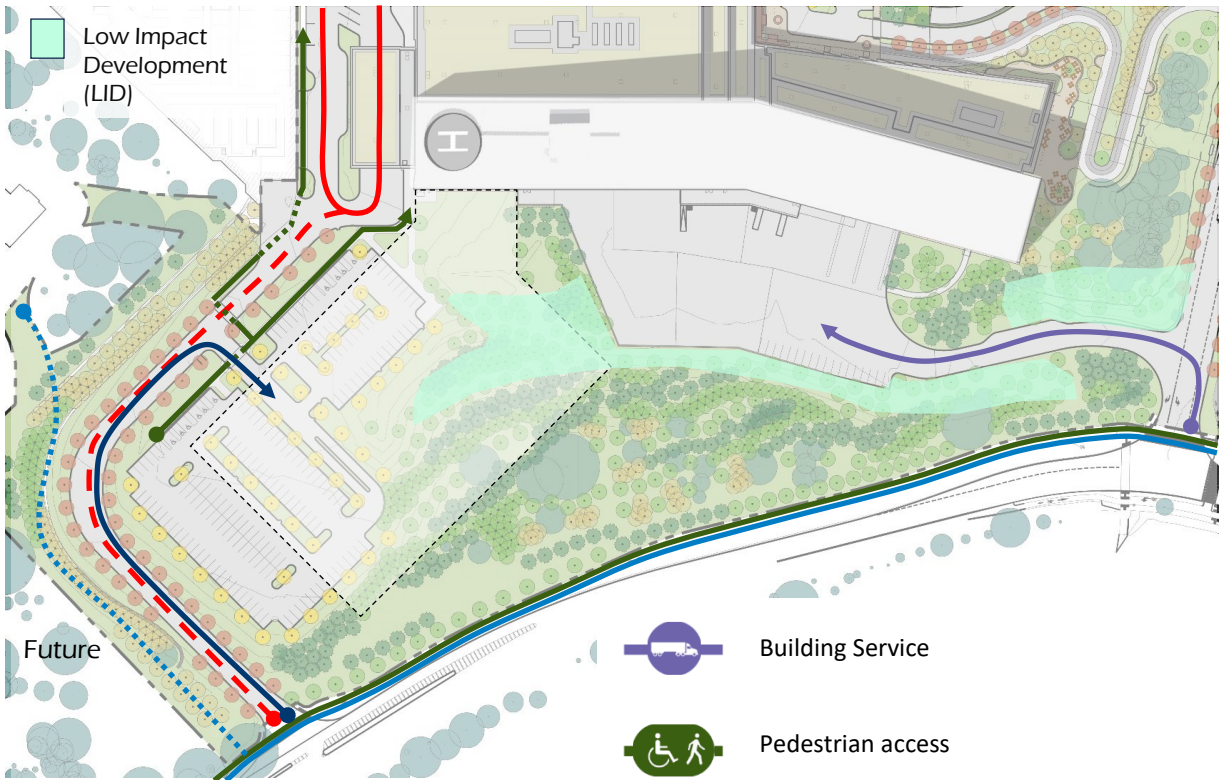 Low Impact
Development
(LID)
H
Future
Building Service
Pedestrian access